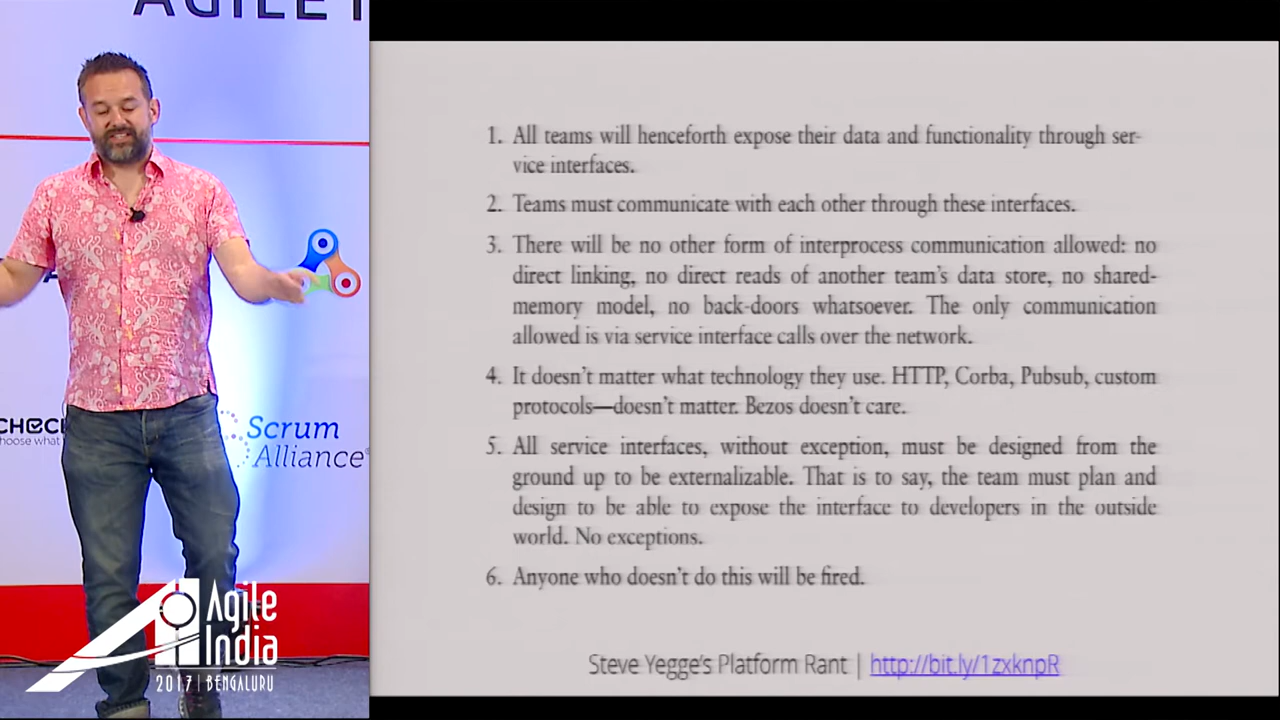 AGILE I
1. All teams will henceforth expose their data and functionality through ser-
vice interfaces.
2. Teams must communicate with each other through these interfaces.
3. There will be no other form of interprocess communication allowed: no
direct linking, no direct reads of another team's data store, no shared-
memory model, no back-doors whatsoever. The only communication
allowed is via service interface calls over the network.
4. It doesn't matter what technology they use. HTTP, Corba, Pubsub, custom
protocols—doesn't matter. Bezos doesn't care.
5. All service interfaces, without exception, must be designed from the
ground up to be externalizable. That is to say, the team must plan and
design to be able to expose the interface to developers in the outside
world. No exceptions.
6. Anyone who doesn't do this will be fired.
Steve Yegge's Platform Rant | http://bit.ly/1zxknpR
hoose what
Scrum
Alliance®
Agile
India
2017 | BENGALURU